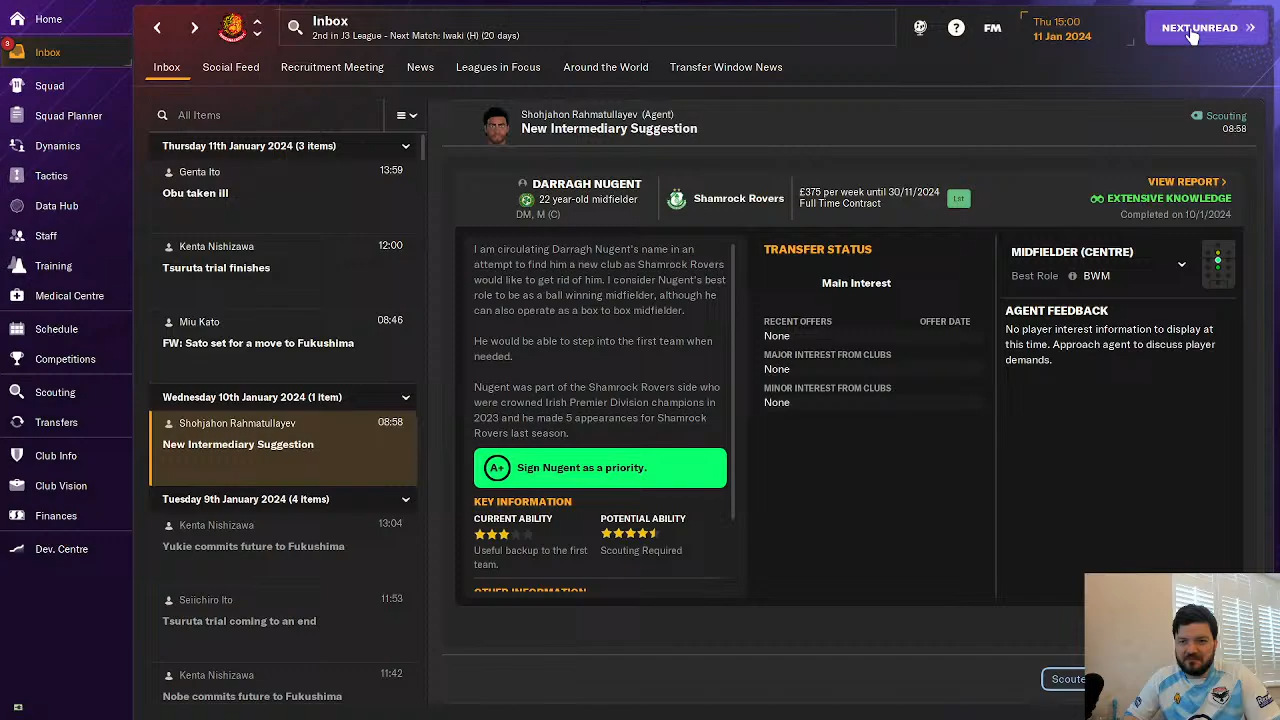 Home
3
Inbox
Squad
Squad Planner
Dynamics
Tactics
Data Hub
Staff
Training
Medical Centre
Schedule
Competitions
Scouting
Transfers
Club Info
Club Vision
Finances
Dev. Centre
Inbox
2nd in J3 League - Next Match: Iwaki (H) (20 days)
FM
Thu 15:00
11 Jan 2024
NEXT UNREAD
Inbox
Social Feed
Recruitment Meeting
News
Leagues in Focus
Around the World
Transfer Window News
All Items
Thursday 11th January 2024 (3 items)
Genta Ito
13:59
Obu taken ill
Kenta Nishizawa
12:00
Tsuruta trial finishes
Miu Kato
08:46
FW: Sato set for a move to Fukushima
Wednesday 10th January 2024 (1 Item)
Shohjahon Rahmatullayev
08:58
New Intermediary Suggestion
Tuesday 9th January 2024 (4 Items)
Kenta Nishizawa
13:04
Yukie commits future to Fukushima
Seiichiro Ito
11:53
Tsuruta trial coming to an end
Kenta Nishizawa
11:42
Nobe commits future to Fukushima
Shohjahon Rahmatullayev (Agent)
New Intermediary Suggestion
Scouting
08:58
DARRAGH NUGENT
22 year-old midfielder
DM, M (C)
Shamrock Rovers
£375 per week until 30/11/2024
Full Time Contract
Lst
VIEW REPORT >
EXTENSIVE KNOWLEDGE
Completed on 10/1/2024
I am circulating Darragh Nugent's name in an
attempt to find him a new club as Shamrock Rovers
would like to get rid of him. I consider Nugent's best
role to be as a ball winning midfielder, although he
can also operate as a box to box midfielder.
He would be able to step into the first team when
needed.
Nugent was part of the Shamrock Rovers side who
were crowned Irish Premier Division champions in
2023 and he made 5 appearances for Shamrock
Rovers last season.
A+
Sign Nugent as a priority.
KEY INFORMATION
CURRENT ABILITY
POTENTIAL ABILITY
Useful backup to the first
team.
Scouting Required
OTHER INFORMATION
TRANSFER STATUS
Main Interest
RECENT OFFERS
OFFER DATE
None
MAJOR INTEREST FROM CLUBS
None
MINOR INTEREST FROM CLUBS
None
MIDFIELDER (CENTRE)
Best Role
BWM
AGENT FEEDBACK
No player interest information to display at
this time. Approach agent to discuss player
demands.
Scoute